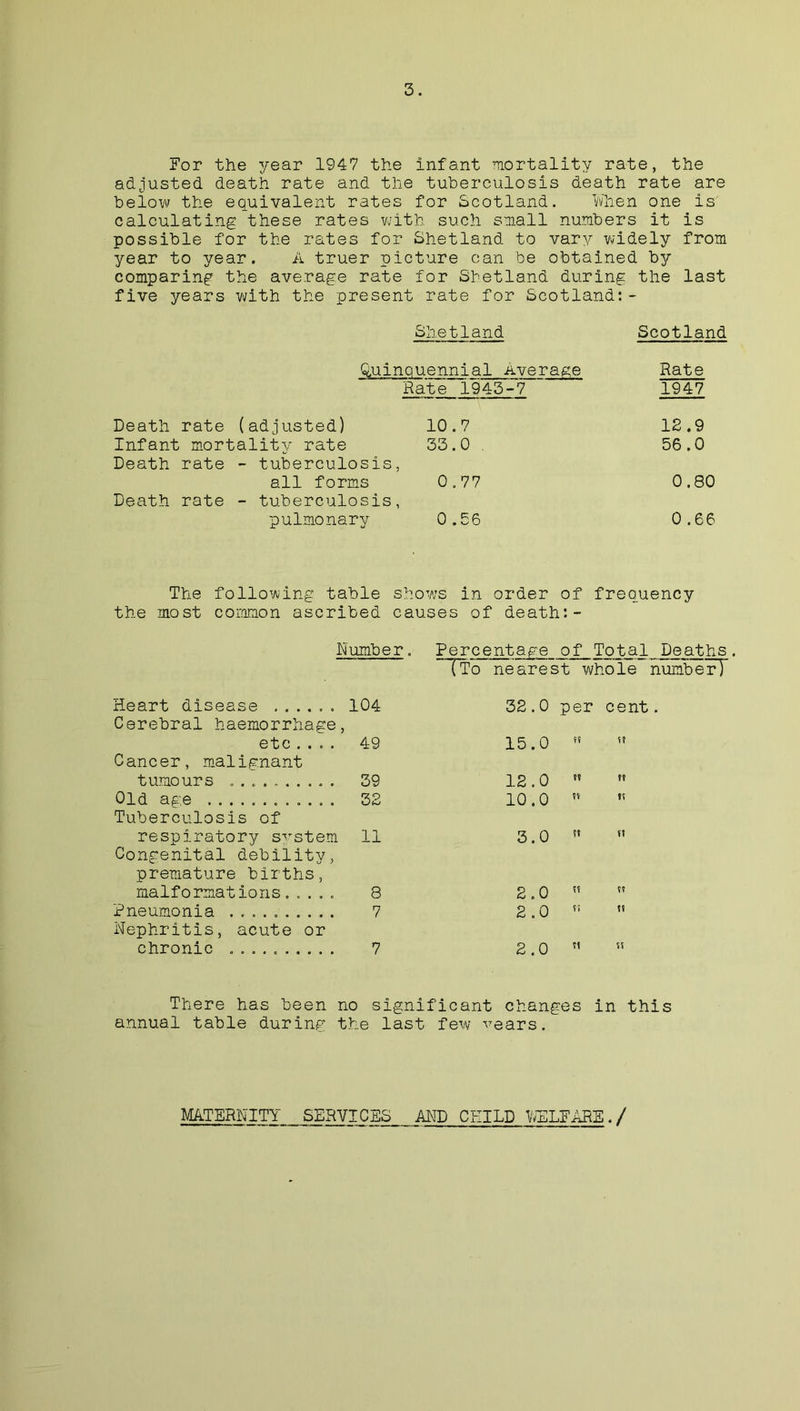 3.
For the year 1947 the infant mortality rate, the
adjusted death rate and the tuberculosis death rate are
below the equivalent rates for Scotland. When one is
calculating these rates with such small numbers it is
possible for the rates for Shetland to vary widely from
year to year. A truer picture can be obtained by
comparing the average rate for Shetland during the last
five years with the present rate for Scotland:-
Shetland Scotland
Quinquennial Average Rate
Rate 1943-7 1947
Death rate (adjusted) 10.7 12.9
Infant mortality rate 33.0 . 56.0
Death rate - tuberculosis,
all forms 0.77 0.80
Death rate - tuberculosis,
pulmonary 0.56 0.66
The following table shows in order of frequency
the most common ascribed causes of death:-
Number. Percentage of Total Deaths.
(To nearest whole number)
Heart disease ...... 104 32.0 per cent.
Cerebral haemorrhage,
etc.... 49 15.0 " "
Cancer, malignant
tumours .......... 39 12.0 " "
Old age ............ 32 10.0 " "
Tuberculosis of
respiratory system 11 3.0 " "
Congenital debility,
premature births,
malformations..... 8 2.0 " "
Pneumonia .......... 7 2.0 " "
Nephritis, acute or
chronic .......... 7 2.0 " "
There has been no significant changes in this
annual table during the last few years.
MATERNITY SERVICES AND CHILD WELFARE./